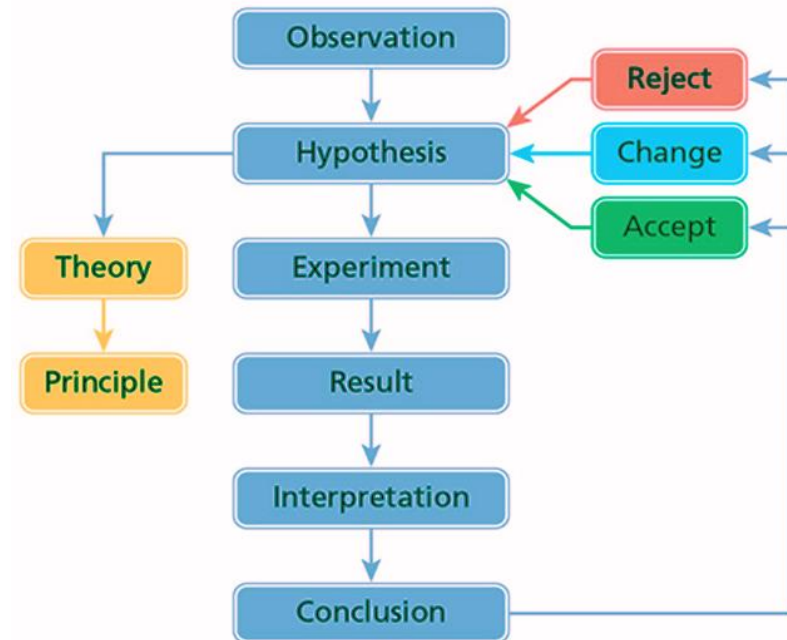 Observation
Reject
Hypothesis
Change
Accept
Theory
Experiment
Principle
Result
Interpretation
Conclusion